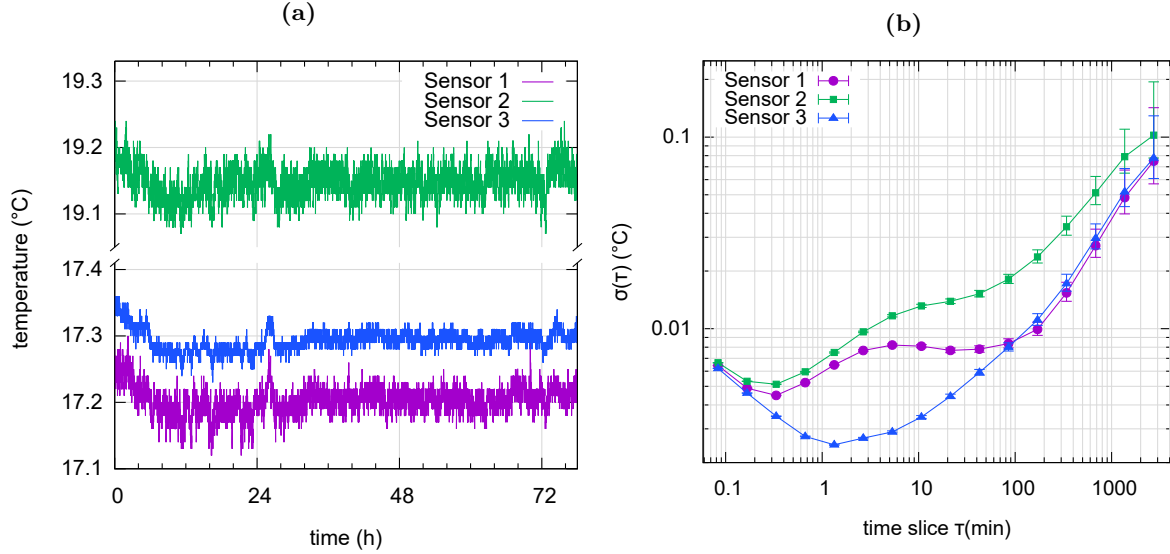 (a)
19.3
19.2
19.1
17.4
17.3
17.2
17.1
temperature (°C)
Sensor 1
Sensor 2
Sensor 3
0
24
48
72
time (h)
(b)
0.1
0.01
σ(τ) (°C)
Sensor 1
Sensor 2
Sensor 3
0.1
1
10
100
1000
time slice τ(min)